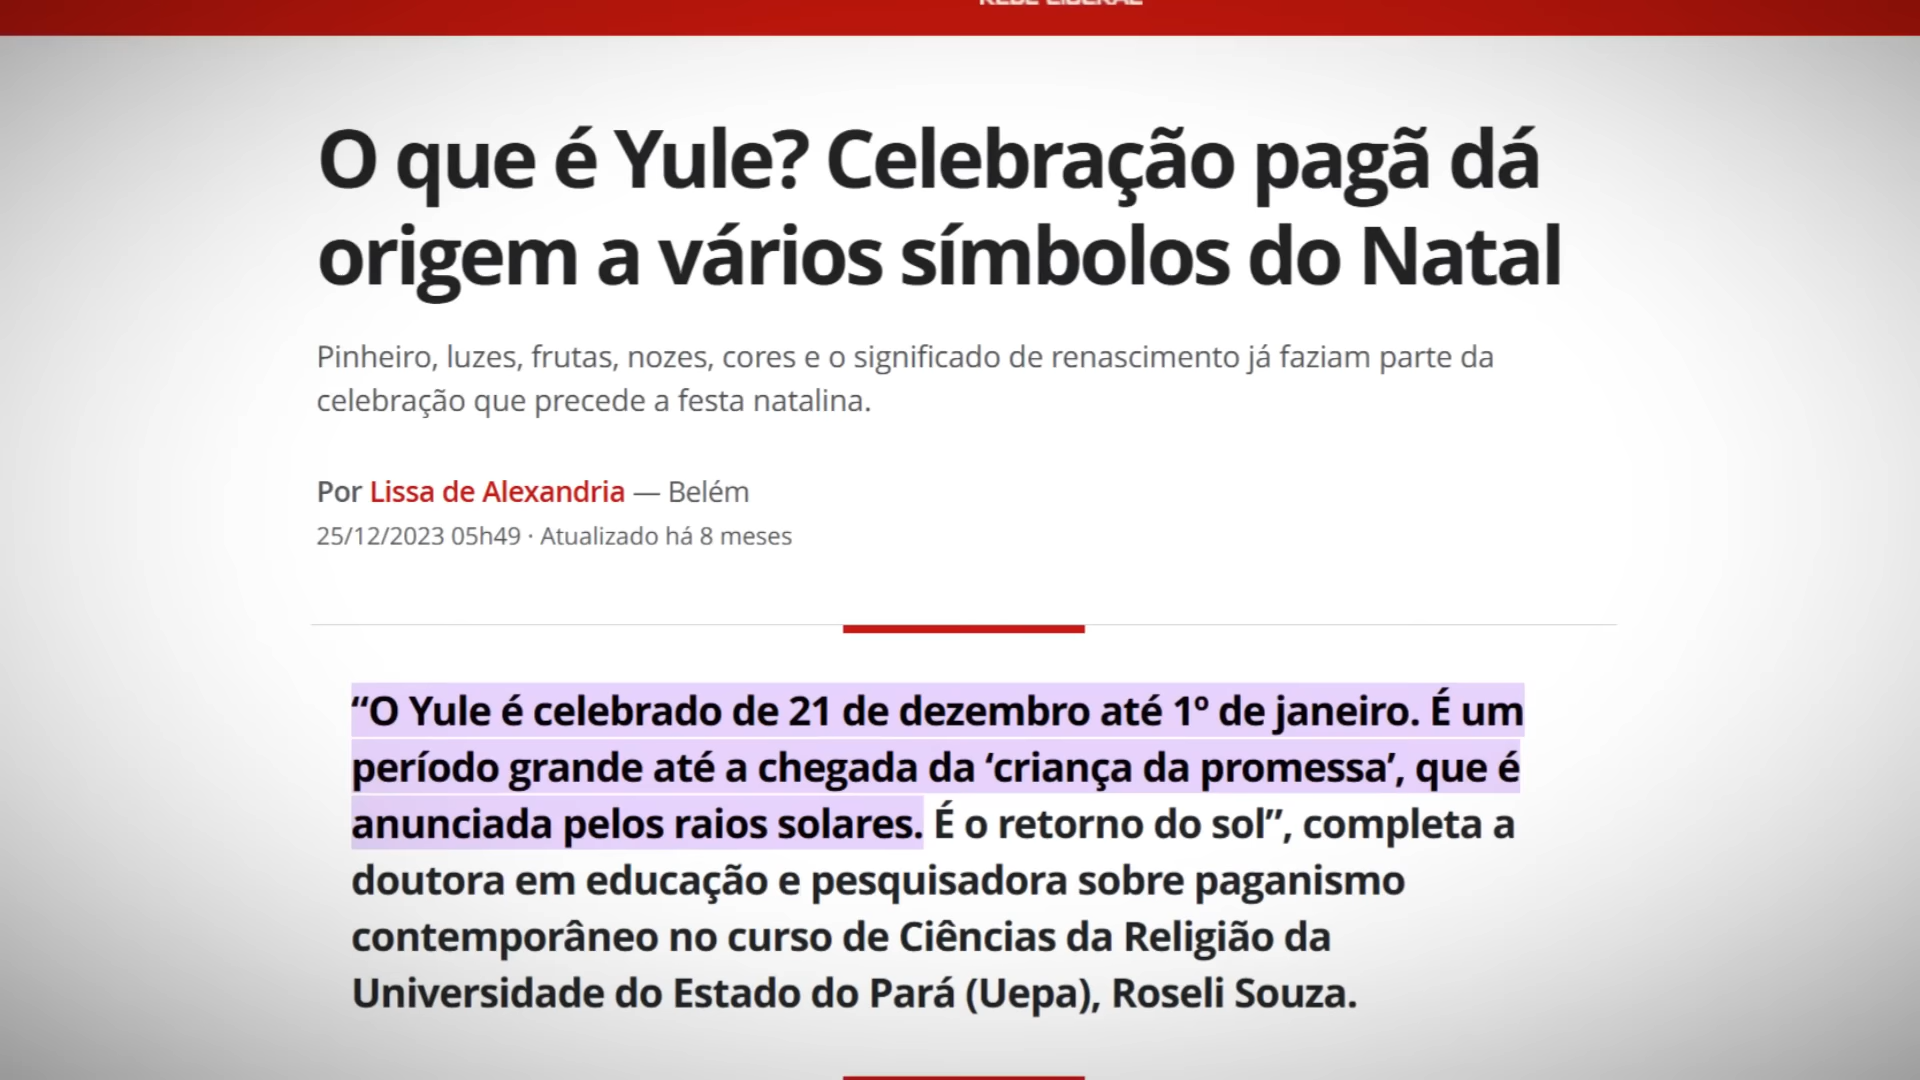 REDE LIBERAL
O que é Yule? Celebração pagã dá
origem a vários símbolos do Natal
Pinheiro, luzes, frutas, nozes, cores e o significado de renascimento já faziam parte da
celebração que precede a festa natalina.
Por Lissa de Alexandria — Belém
25/12/2023 05h49 · Atualizado há 8 meses
“O Yule é celebrado de 21 de dezembro até 1º de janeiro. É um
período grande até a chegada da ‘criança da promessa’, que é
anunciada pelos raios solares. É o retorno do sol”, completa a
doutora em educação e pesquisadora sobre paganismo
contemporâneo no curso de Ciências da Religião da
Universidade do Estado do Pará (Uepa), Roseli Souza.